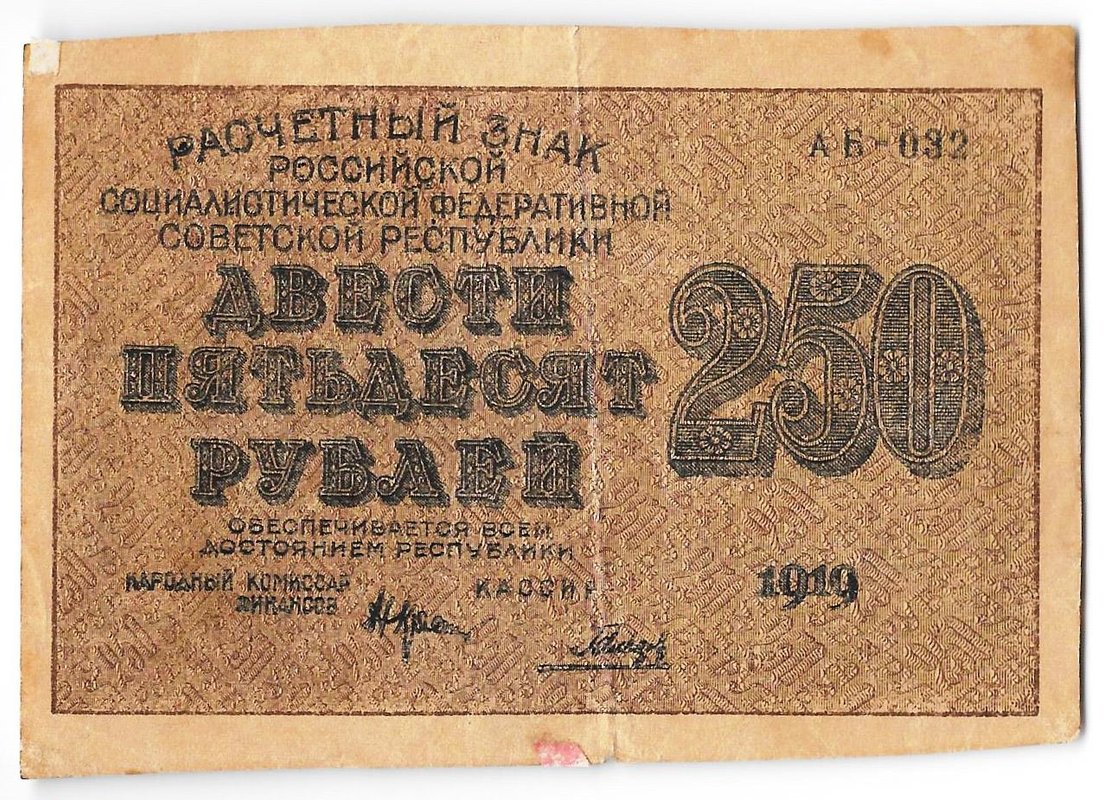 РАСЧЕТНЫЙ ЗНАК
РОССИЙСКОЙ
СОЦИАЛИСТИЧЕСКОЙ ФЕДЕРАТИВНОЙ
СОВЕТСКОЙ РЕСПУБЛИКИ
АБ-032
ДВЕСТИ
ПЯТЬДЕСЯТ
РУБЛЕЙ
250
ОБЕСПЕЧИВАЕТСЯ ВСЕМ
ДОСТОЯНИЕМ РЕСПУБЛИКИ
НАРОДНЫЙ КОМИССАР
ФИНАНСОВ
КАССИР
1919